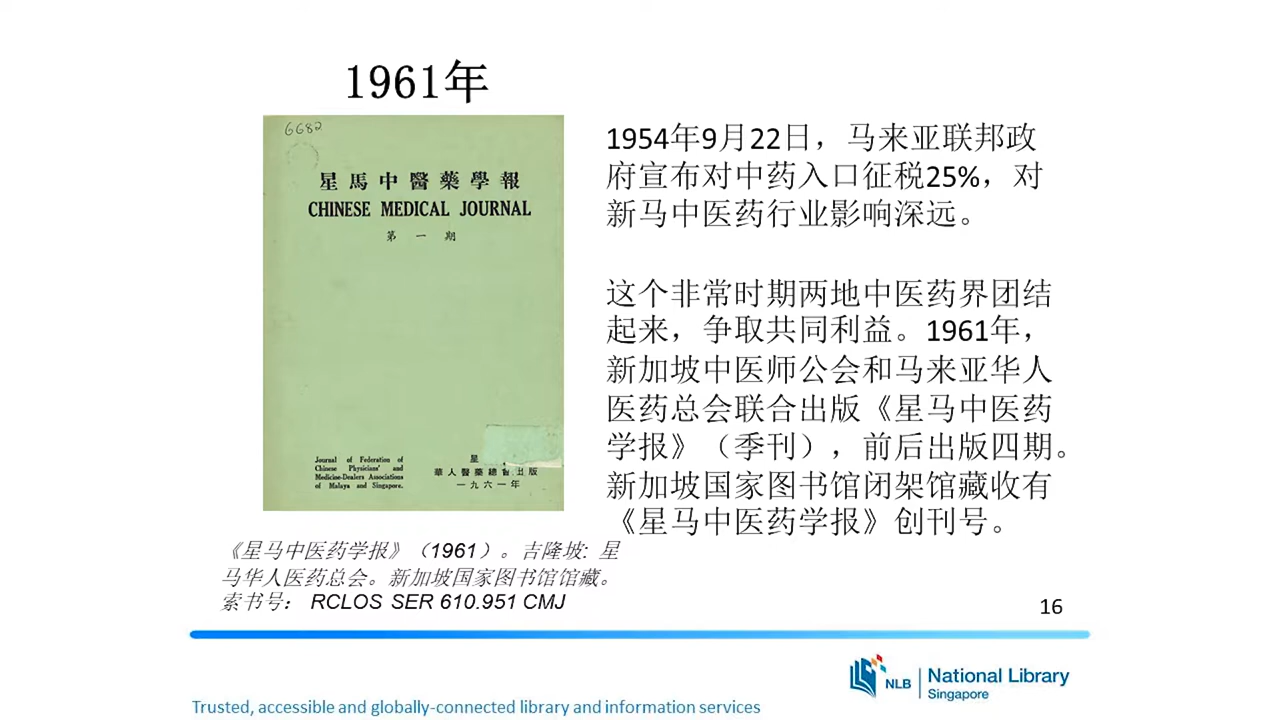 1961年
6682
星馬中醫藥學報
CHINESE MEDICAL JOURNAL
第一期
Journal of Federation of
Chinese Physicians' and
Medicine-Dealers Associations
of Malaya and Singapore.
星
華人醫藥總會出版
一九六一年
《星马中医药学报》（1961）。吉隆坡: 星
马华人医药总会。新加坡国家图书馆馆藏。
索书号： RCLOS SER 610.951 CMJ
1954年9月22日，马来亚联邦政
府宣布对中药入口征税25%，对
新马中医药行业影响深远。
这个非常时期两地中医药界团结
起来，争取共同利益。1961年，
新加坡中医师公会和马来亚华人
医药总会联合出版《星马中医药
学报》（季刊），前后出版四期。
新加坡国家图书馆闭架馆藏收有
《星马中医药学报》创刊号。
16
NLB
National Library
Singapore
Trusted, accessible and globally-connected library and information services